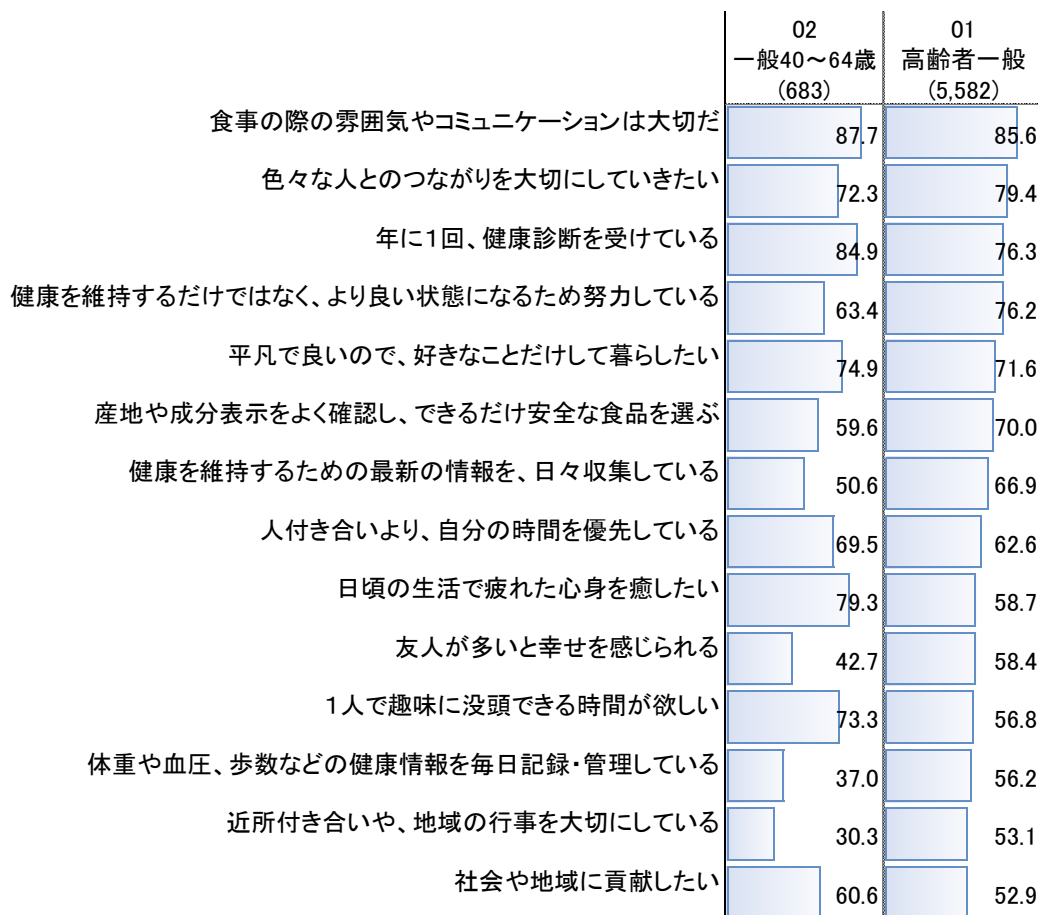 02 01
一般40～64歳 高齢者一般
(683) (5,582)
食事の際の雰囲気やコミュニケーションは大切だ 87.7 85.6
色々な人とのつながりを大切にしていきたい 72.3 79.4
年に１回、健康診断を受けている 84.9 76.3
健康を維持するだけではなく、より良い状態になるため努力している 63.4 76.2
平凡で良いので、好きなことだけして暮らしたい 74.9 71.6
産地や成分表示をよく確認し、できるだけ安全な食品を選ぶ 59.6 70.0
健康を維持するための最新の情報を、日々収集している 50.6 66.9
人付き合いより、自分の時間を優先している 69.5 62.6
日頃の生活で疲れた心身を癒したい 79.3 58.7
友人が多いと幸せを感じられる 42.7 58.4
１人で趣味に没頭できる時間が欲しい 73.3 56.8
体重や血圧、歩数などの健康情報を毎日記録・管理している 37.0 56.2
近所付き合いや、地域の行事を大切にしている 30.3 53.1
社会や地域に貢献したい 60.6 52.9